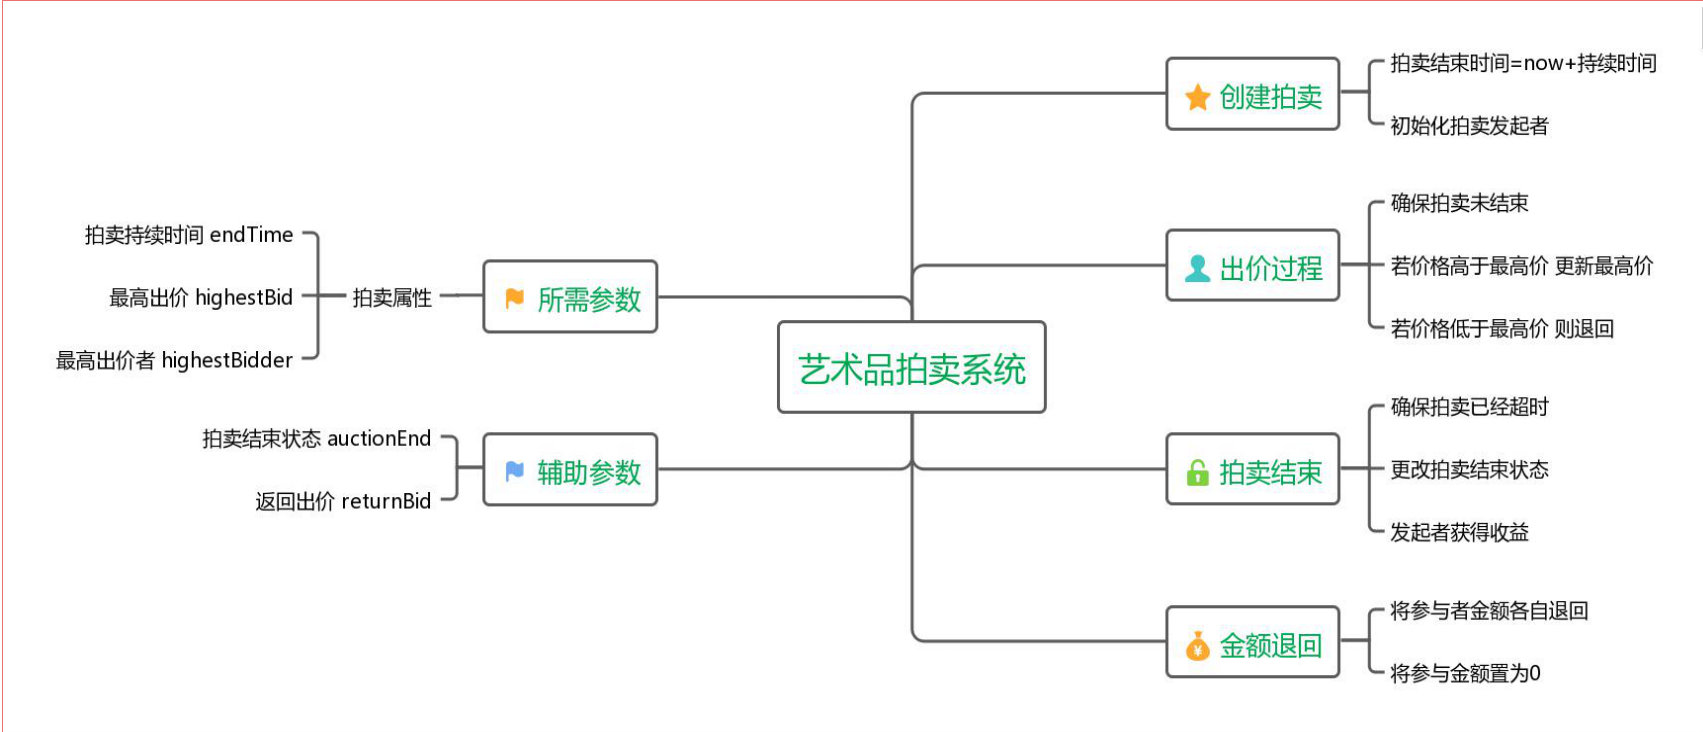 艺术品拍卖系统
所需参数
拍卖属性
拍卖持续时间 endTime
最高出价 highestBid
最高出价者 highestBidder
辅助参数
拍卖结束状态 auctionEnd
返回出价 returnBid
创建拍卖
拍卖结束时间=now+持续时间
初始化拍卖发起者
出价过程
确保拍卖未结束
若价格高于最高价 更新最高价
若价格低于最高价 则退回
拍卖结束
确保拍卖已经超时
更改拍卖结束状态
发起者获得收益
金额退回
将参与者金额各自退回
将参与金额置为0